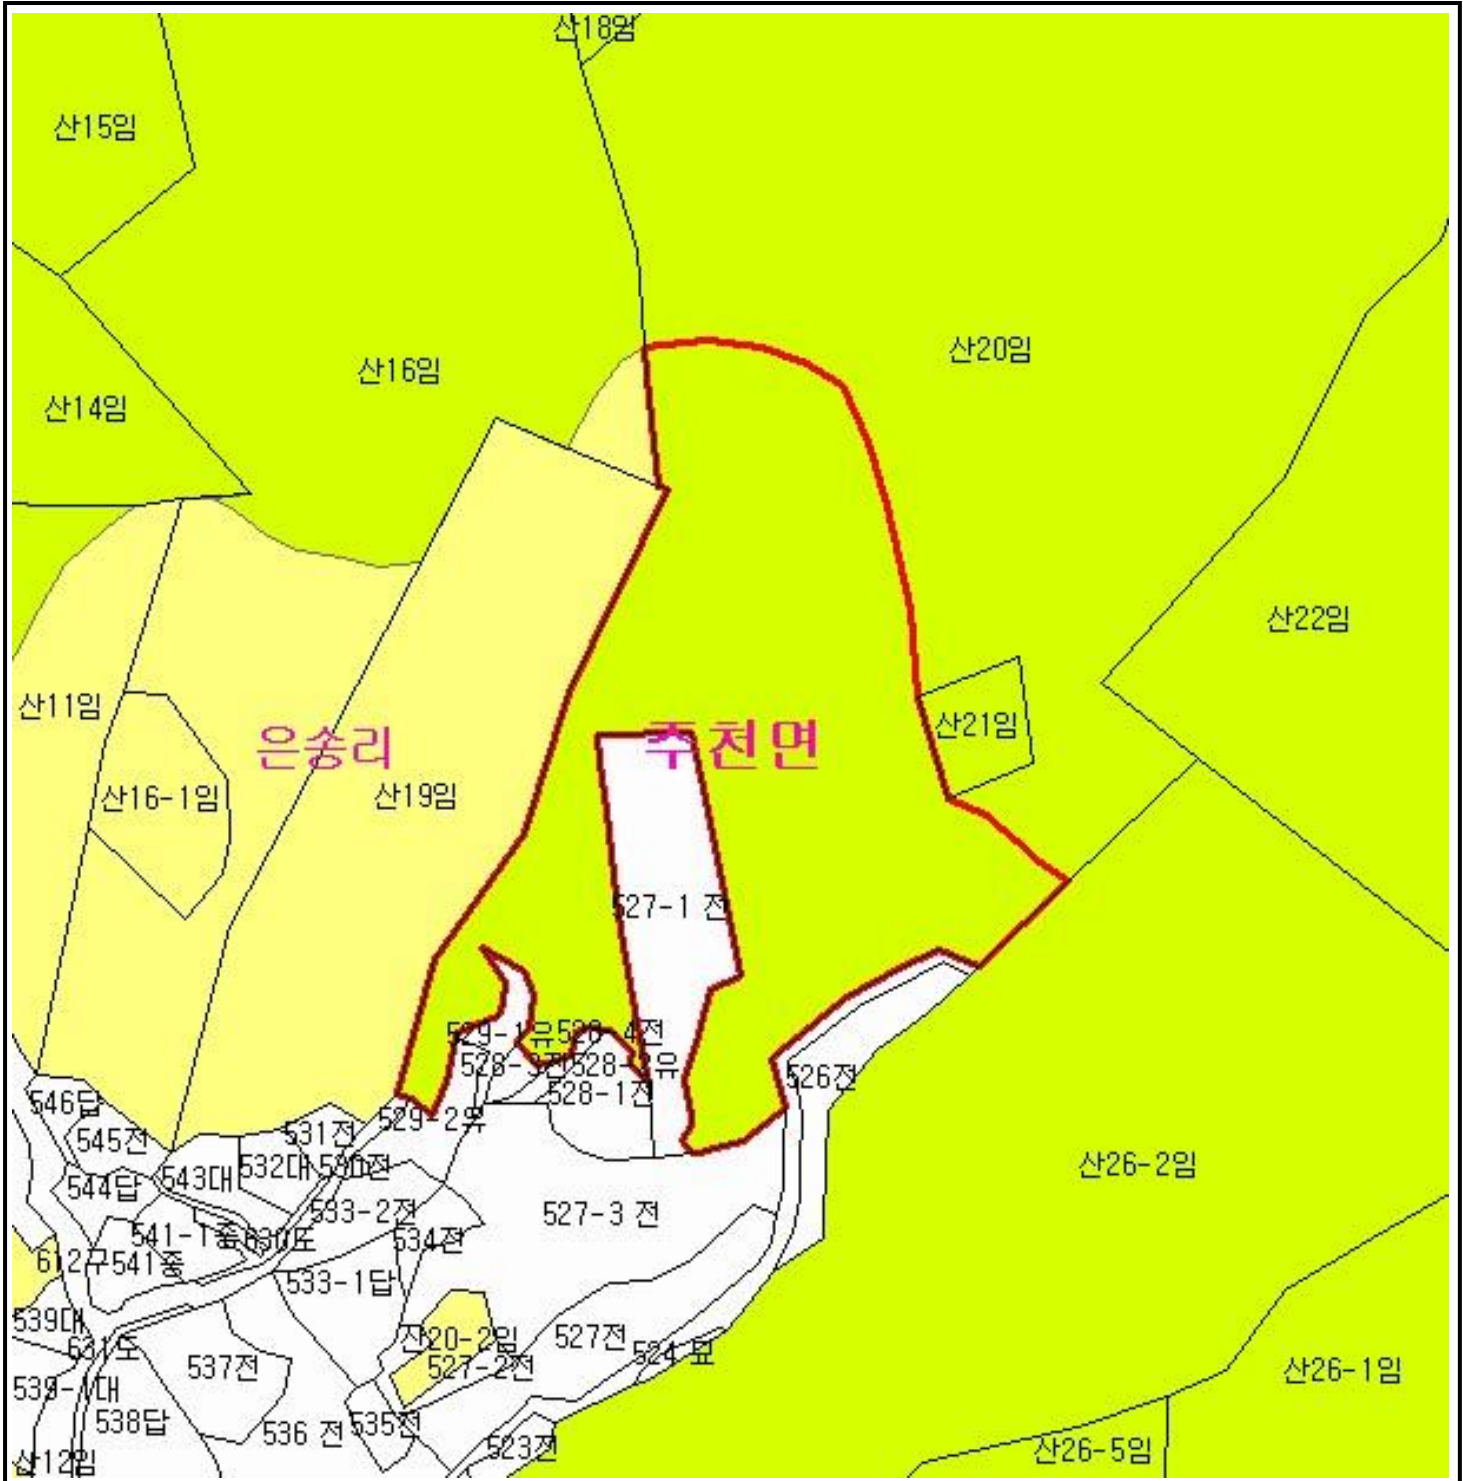 산18임
산15임
산20임
산16임
산14임
산22임
산11임
산21임
은송리
주천면
산16-1임
산19임
527-1 전
529-1유
528-4전
528-3전
526전
528-1전
546답
529-2유
531전
545전
532대
530전
543대
544답
산26-2임
533-2전
527-3 전
541-1종
630도
534전
612구
541종
533-1답
539대
20-2임
527전
631도
524 묘
537전
527-2전
산26-1임
539-1대
538답
535전
536 전
523전
산26-5임
산12임